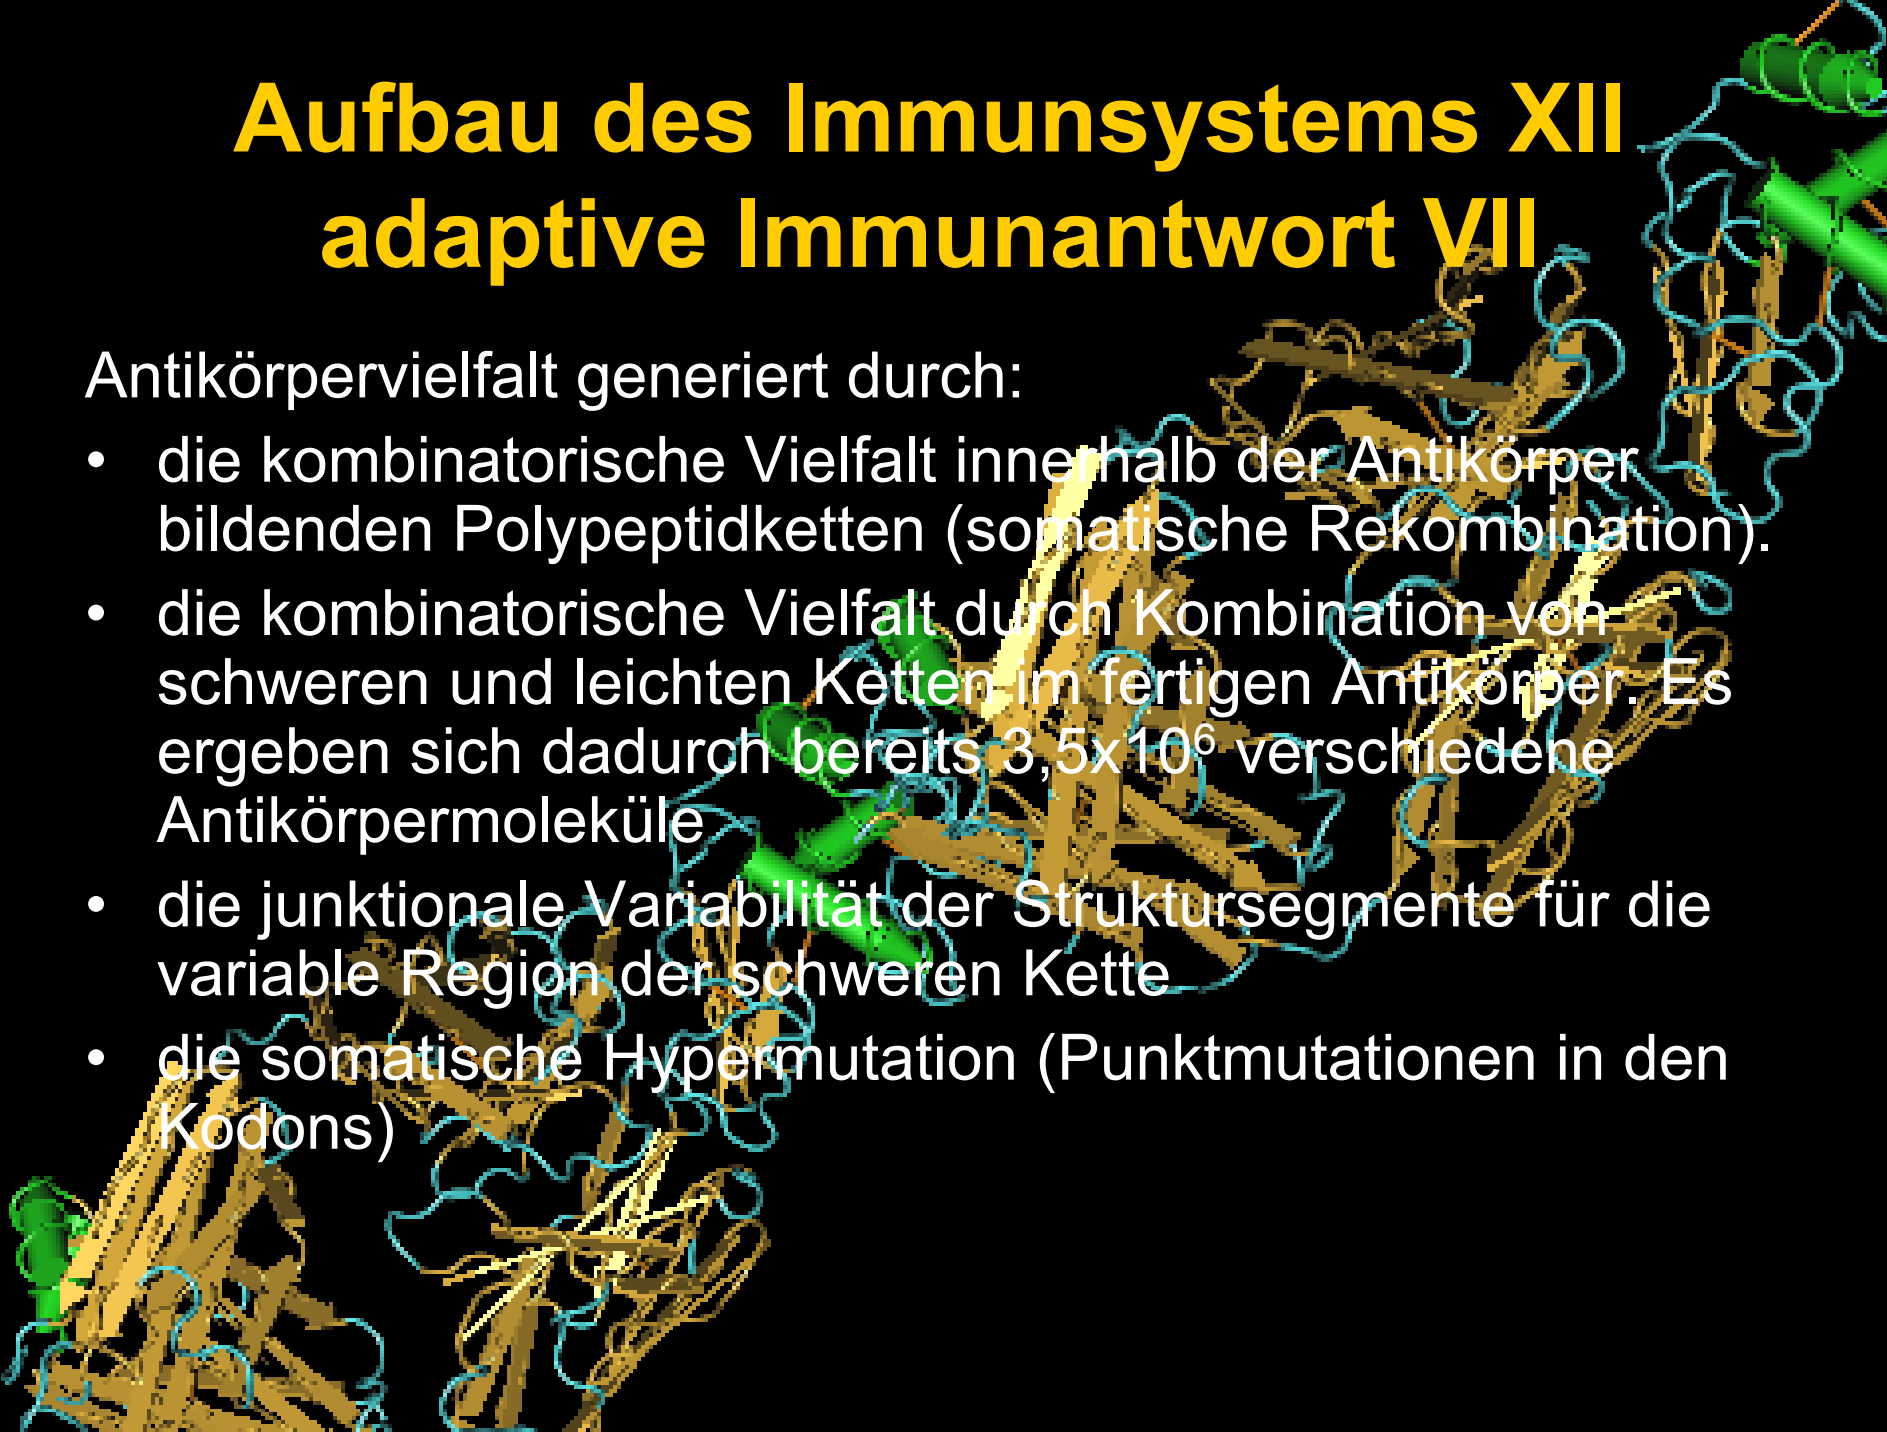 Aufbau des Immunsystems XII
adaptive Immunantwort VII
Antikörpervielfalt generiert durch:
• die kombinatorische Vielfalt innerhalb der Antikörper
bildenden Polypeptidketten (somatische Rekombination).
• die kombinatorische Vielfalt durch Kombination von
schweren und leichten Ketten im fertigen Antikörper. Es
ergeben sich dadurch bereits 3,5x10⁶ verschiedene
Antikörpermoleküle
• die junktionale Variabilität der Struktursegmente für die
variable Region der schweren Kette
• die somatische Hypermutation (Punktmutationen in den
Kodons)